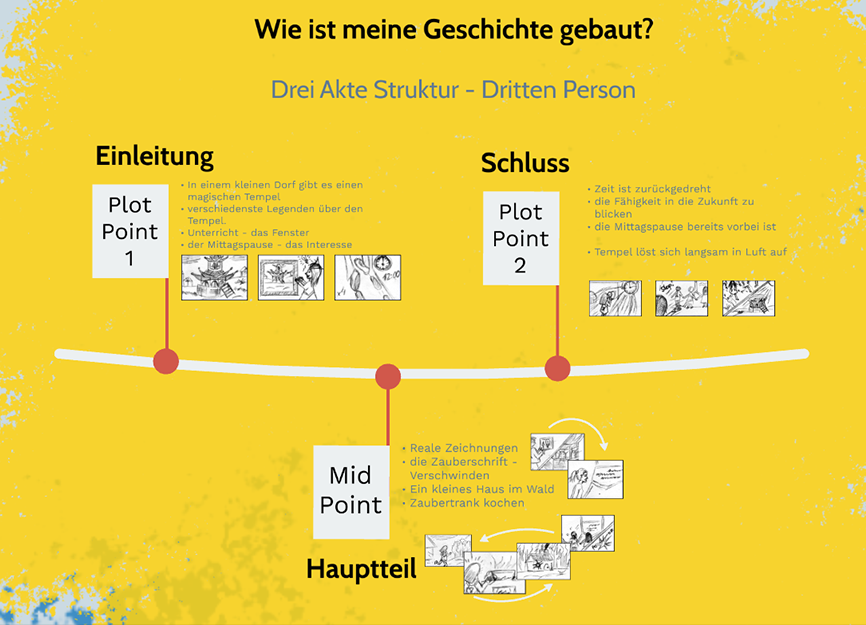 Wie ist meine Geschichte gebaut?
Drei Akte Struktur - Dritten Person
Einleitung
Plot
Point
1
• In einem kleinen Dorf gibt es einen
magischen Tempel
• verschiedenste Legenden über den
Tempel.
• Unterricht - das Fenster
• der Mittagspause - das Interesse
Schluss
Plot
Point
2
• Zeit ist zurückgedreht
• die Fähigkeit in die Zukunft zu
blicken
• die Mittagspause bereits vorbei ist
• Tempel löst sich langsam in Luft auf
Mid
Point
• Reale Zeichnungen
• die Zauberschrift -
Verschwinden
• Ein kleines Haus im Wald
• Zaubertrank kochen
Hauptteil